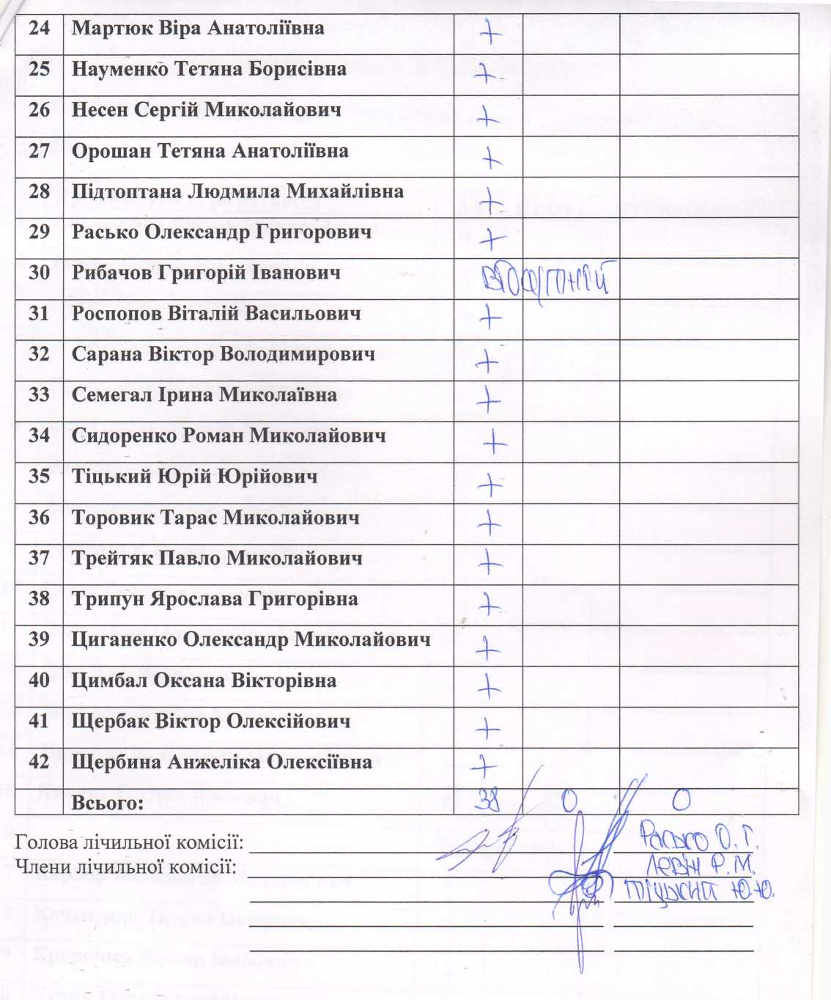 24 Мартюк Віра Анатоліївна +
25 Науменко Тетяна Борисівна +
26 Несен Сергій Миколайович +
27 Орошан Тетяна Анатоліївна +
28 Підтоптана Людмила Михайлівна +
29 Расько Олександр Григорович +
30 Рибачов Григорій Іванович відсутній
31 Роспопов Віталій Васильович +
32 Сарана Віктор Володимирович +
33 Семегал Ірина Миколаївна +
34 Сидоренко Роман Миколайович +
35 Тіцький Юрій Юрійович +
36 Торовик Тарас Миколайович +
37 Трейтяк Павло Миколайович +
38 Трипун Ярослава Григорівна +
39 Циганенко Олександр Миколайович +
40 Цимбал Оксана Вікторівна +
41 Щербак Віктор Олексійович +
42 Щербина Анжеліка Олексіївна +
Всього: 38 0 0
Голова лічильної комісії: Расько О. Г.
Члени лічильної комісії: Р. М.
Тіцький Ю.Ю.